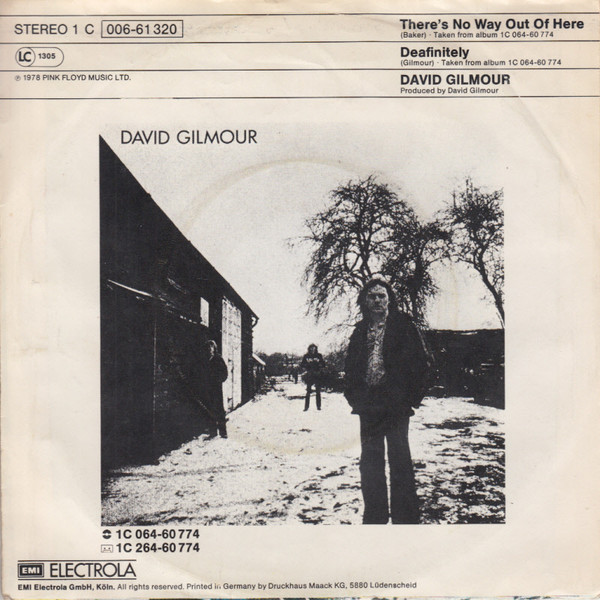 STEREO 1 C 006-61 320
LC 1305
℗ 1978 PINK FLOYD MUSIC LTD.
There's No Way Out Of Here
(Baker) · Taken from album 1C 064-60 774
Deafinitely
(Gilmour) · Taken from album 1C 064-60 774
DAVID GILMOUR
Produced by David Gilmour
DAVID GILMOUR
1C 064-60 774
1C 264-60 774
EMI ELECTROLA
EMI Electrola GmbH, Köln. All rights reserved. Printed in Germany by Druckhaus Maack KG, 5880 Lüdenscheid